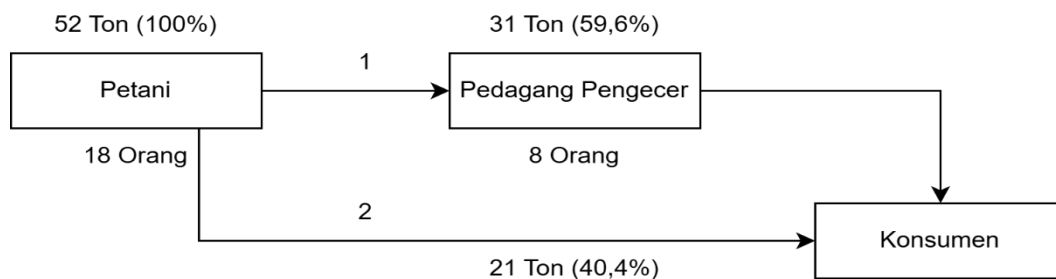 52 Ton (100%)
31 Ton (59,6%)
Petani
1
Pedagang Pengecer
18 Orang
8 Orang
2
Konsumen
21 Ton (40,4%)